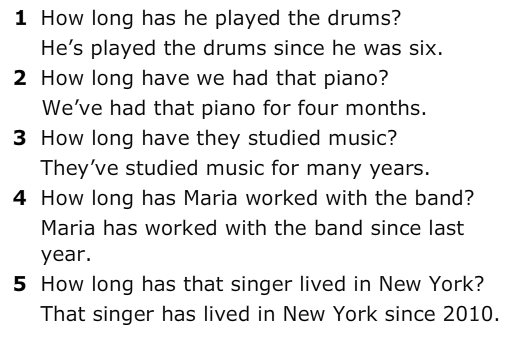 1 How long has he played the drums?
He’s played the drums since he was six.
2 How long have we had that piano?
We’ve had that piano for four months.
3 How long have they studied music?
They’ve studied music for many years.
4 How long has Maria worked with the band?
Maria has worked with the band since last
year.
5 How long has that singer lived in New York?
That singer has lived in New York since 2010.